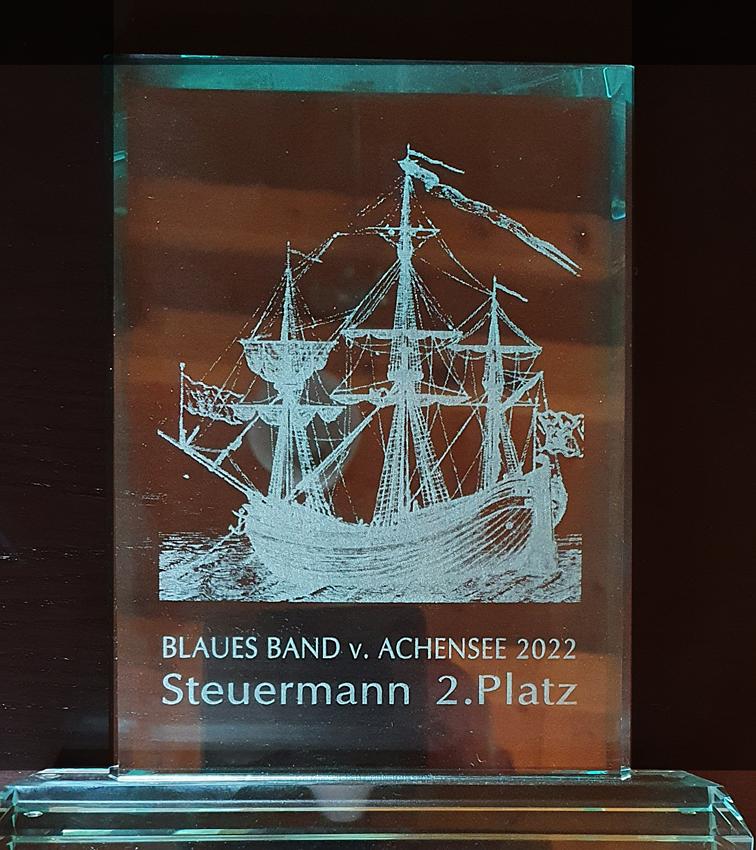 BLAUES BAND v. ACHENSEE 2022
Steuermann 2.Platz